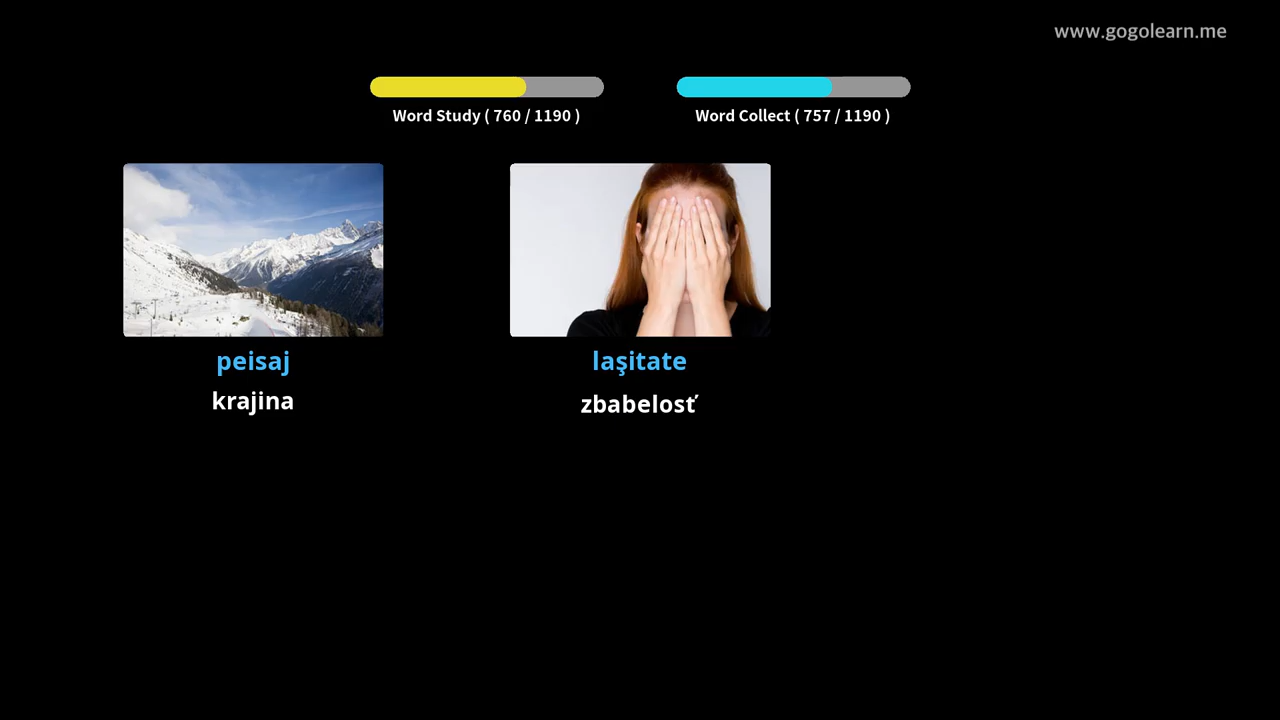 www.gogolearn.me
Word Study ( 760 / 1190 )
Word Collect ( 757 / 1190 )
peisaj
krajina
laşitate
zbabelosť